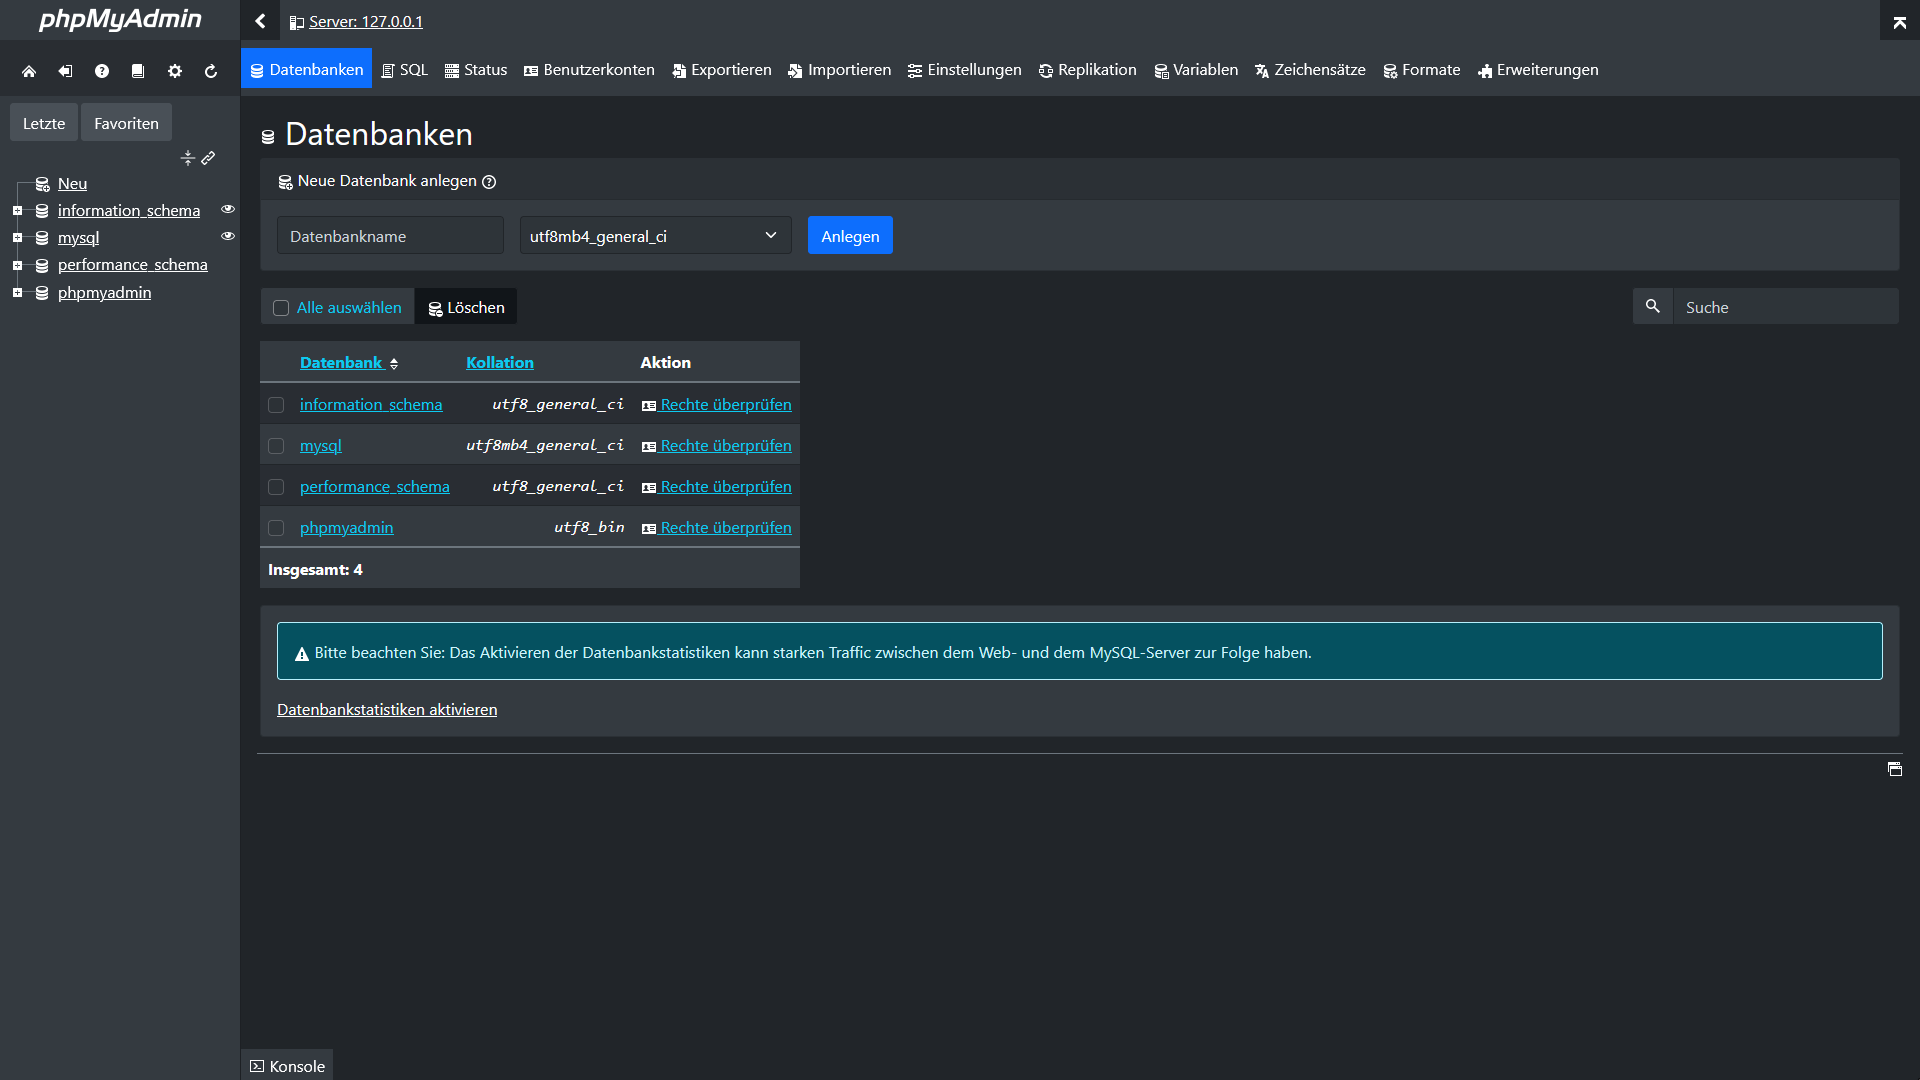 phpMyAdmin
Server: 127.0.0.1
Datenbanken SQL Status Benutzerkonten Exportieren Importieren Einstellungen Replikation Variablen Zeichensätze Formate Erweiterungen
Letzte Favoriten
Neu
information_schema
mysql
performance_schema
phpmyadmin
Datenbanken
Neue Datenbank anlegen
Datenbankname utf8mb4_general_ci Anlegen
Alle auswählen Löschen Suche
Datenbank Kollation Aktion
information_schema utf8_general_ci Rechte überprüfen
mysql utf8mb4_general_ci Rechte überprüfen
performance_schema utf8_general_ci Rechte überprüfen
phpmyadmin utf8_bin Rechte überprüfen
Insgesamt: 4
Bitte beachten Sie: Das Aktivieren der Datenbankstatistiken kann starken Traffic zwischen dem Web- und dem MySQL-Server zur Folge haben.
Datenbankstatistiken aktivieren
Konsole